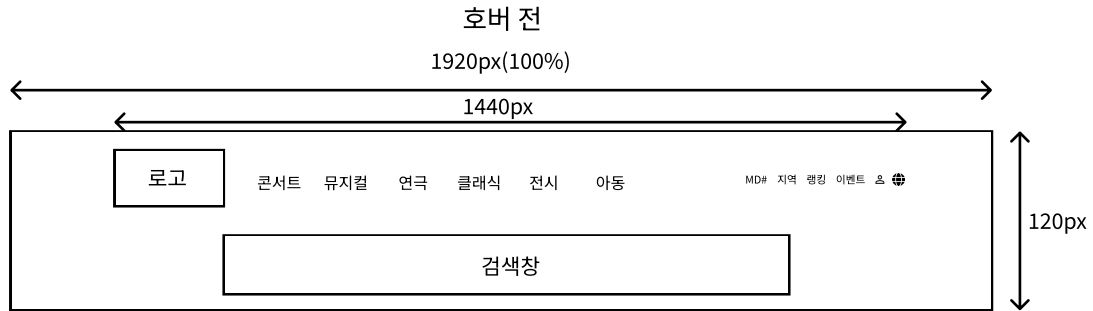 호버 전
1920px(100%)
1440px
로고
콘서트 뮤지컬 연극 클래식 전시 아동
MD# 지역 랭킹 이벤트
120px
검색창